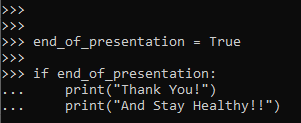 >>>
>>>
>>> end_of_presentation = True
>>>
>>> if end_of_presentation:
...     print("Thank You!")
...     print("And Stay Healthy!!")